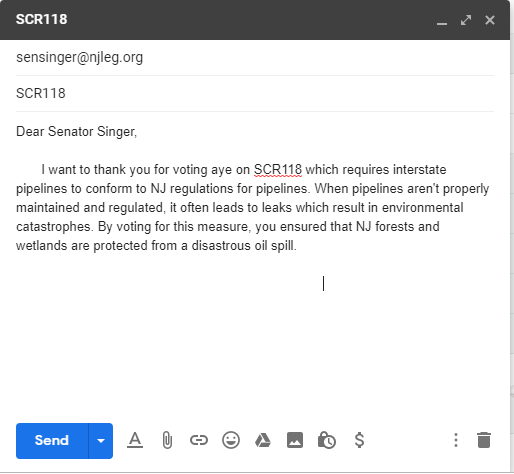 SCR118
sensinger@njleg.org
SCR118
Dear Senator Singer,
I want to thank you for voting aye on SCR118 which requires interstate
pipelines to conform to NJ regulations for pipelines. When pipelines aren't properly
maintained and regulated, it often leads to leaks which result in environmental
catastrophes. By voting for this measure, you ensured that NJ forests and
wetlands are protected from a disastrous oil spill.
Send